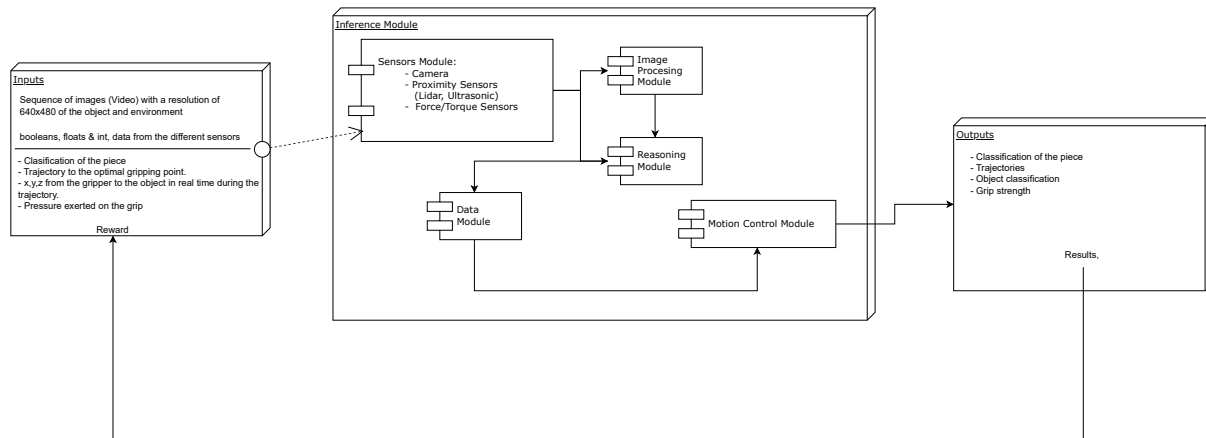 Inputs
Sequence of images (Video) with a resolution of
640x480 of the object and environment
booleans, floats & int, data from the different sensors
- Clasification of the piece
- Trajectory to the optimal gripping point.
- x,y,z from the gripper to the object in real time during the
trajectory.
- Pressure exerted on the grip
Reward
Inference Module
Sensors Module:
- Camera
- Proximity Sensors
(Lidar, Ultrasonic)
- Force/Torque Sensors
Image
Procesing
Module
Reasoning
Module
Data
Module
Motion Control Module
Outputs
- Classification of the piece
- Trajectories
- Object classification
- Grip strength
Results,